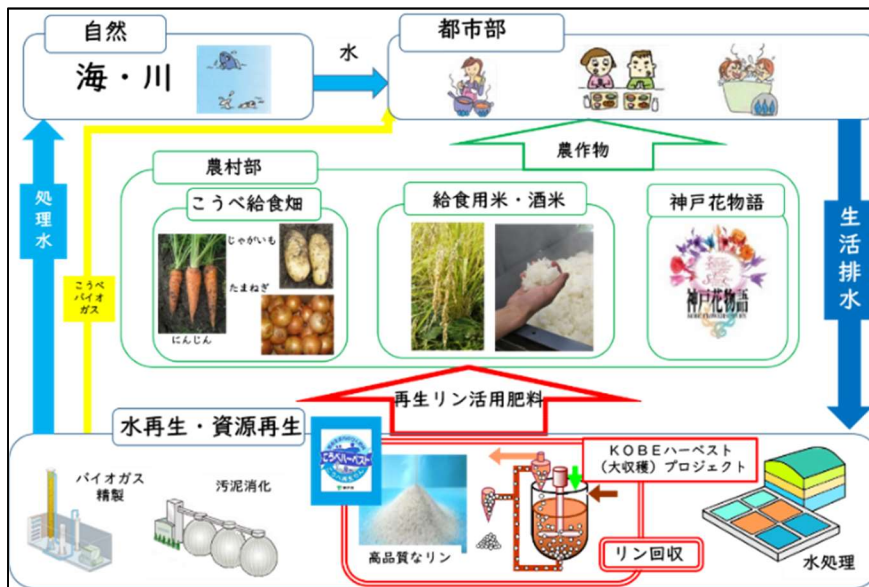 自然
海・川
水
都市部
農作物
農村部
こうべ給食畑
じゃがいも
たまねぎ
にんじん
給食用米・酒米
神戸花物語
神戸花物語
処理水
こうべ
バイオ
ガス
生活排水
再生リン活用肥料
水再生・資源再生
バイオガス
精製
汚泥消化
こうべハーベスト
高品質なリン
KOBEハーベスト
(大収穫)プロジェクト
リン回収
水処理